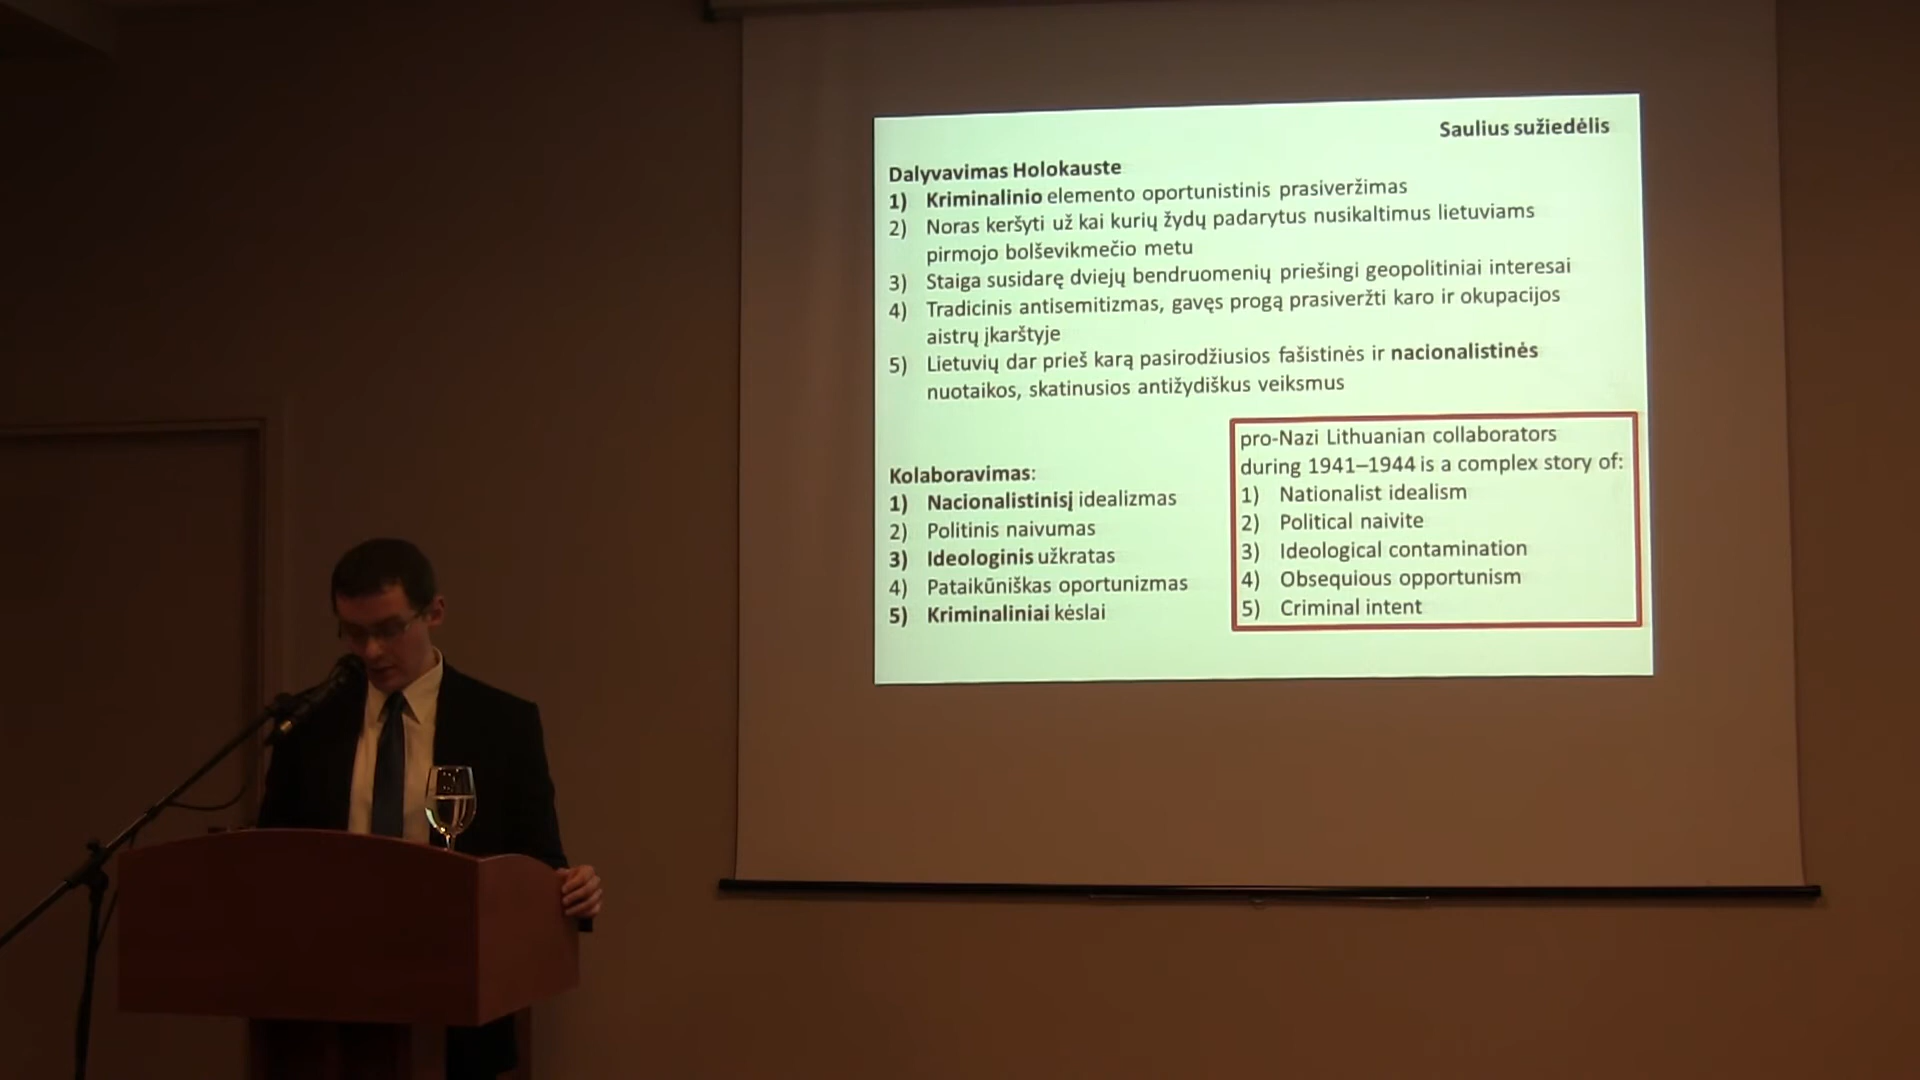 Saulius sužiedėlis
Dalyvavimas Holokauste
1) Kriminalinio elemento oportunistinis prasiveržimas
2) Noras keršyti už kai kurių žydų padarytus nusikaltimus lietuviams
pirmojo bolševikmečio metu
3) Staiga susidarę dviejų bendruomenių priešingi geopolitiniai interesai
4) Tradicinis antisemitizmas, gavęs progą prasiveržti karo ir okupacijos
aistrų įkarštyje
5) Lietuvių dar prieš karą pasirodžiusios fašistinės ir nacionalistinės
nuotaikos, skatinusios antižydiškus veiksmus
Kolaboravimas:
1) Nacionalistinisį idealizmas
2) Politinis naivumas
3) Ideologinis užkratas
4) Pataikūniškas oportunizmas
5) Kriminaliniai kėslai
pro-Nazi Lithuanian collaborators
during 1941–1944 is a complex story of:
1) Nationalist idealism
2) Political naivite
3) Ideological contamination
4) Obsequious opportunism
5) Criminal intent